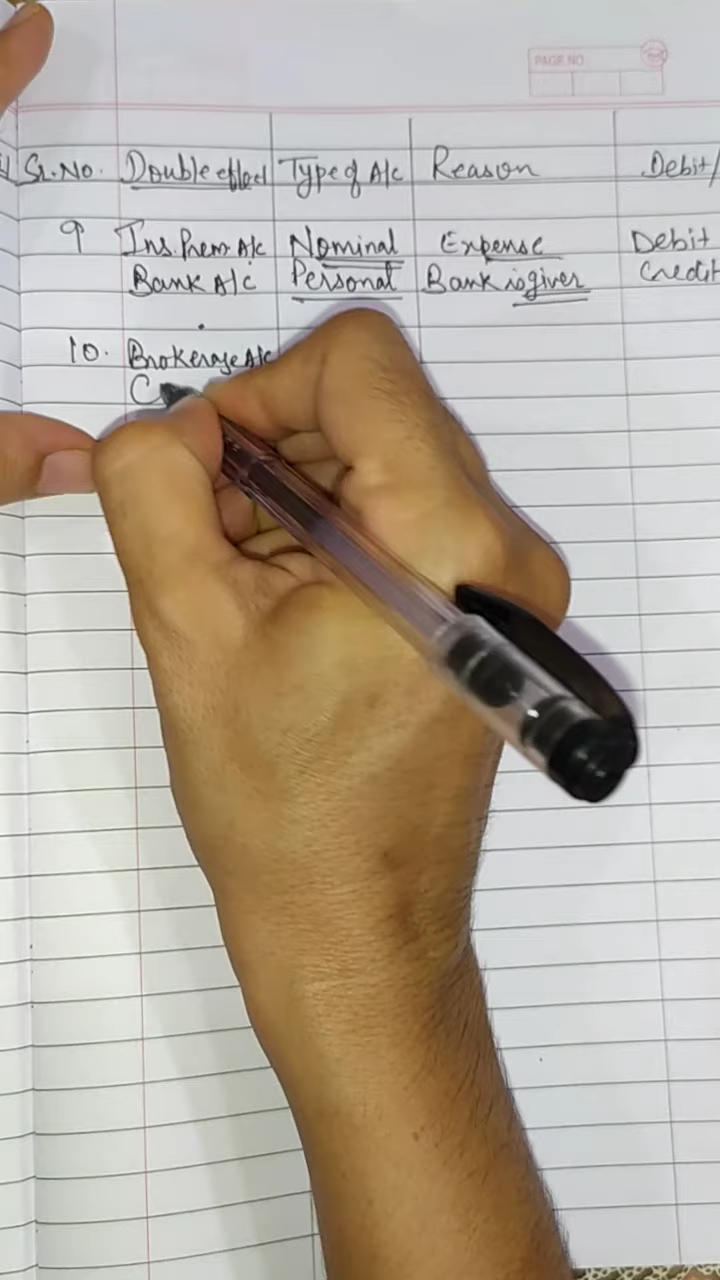 PAGE NO
Sr.No. Double effect Type of A/c Reason Debit/
9 Ins.Prem A/c Nominal Expense Debit
Bank A/c Personal Bank is giver Credit
10. Brokerage A/c
C